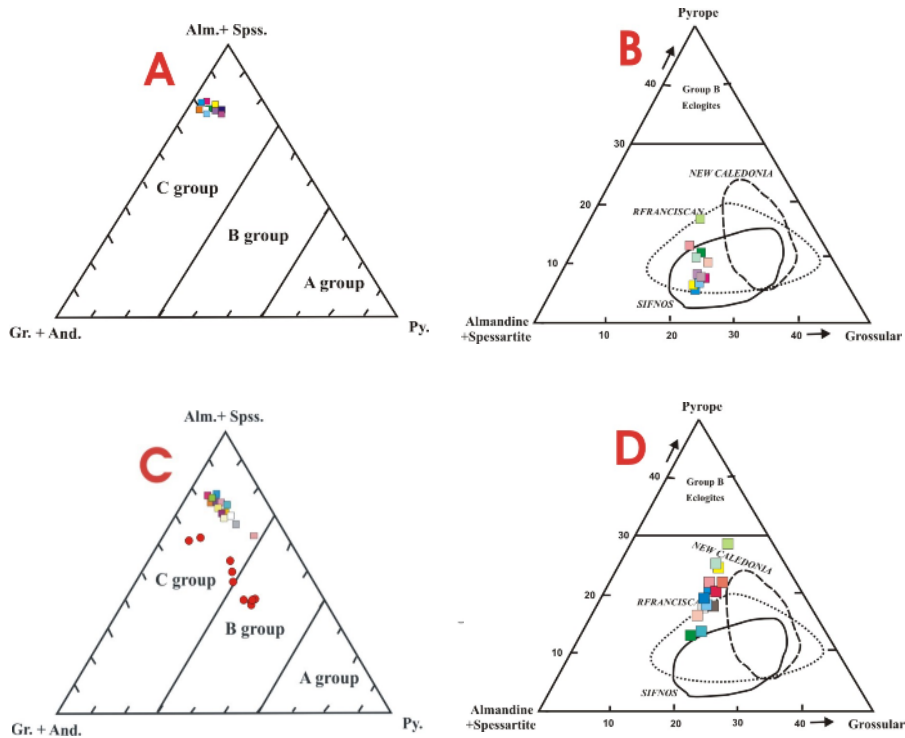 Alm.+ Spss.
A
C group
B group
A group
Gr. + And.
Py.
Pyrope
B
40
Group B
Eclogites
30
NEW CALEDONIA
20
RFRANCISCAN
10
SIFNOS
Almandine
+Spessartite
10
20
30
40
Grossular
Alm.+ Spss.
C
C group
B group
A group
Gr. + And.
Py.
Pyrope
D
40
Group B
Eclogites
30
NEW CALEDONIA
20
RFRANCISCA
10
SIFNOS
Almandine
+Spessartite
10
20
30
40
Grossular